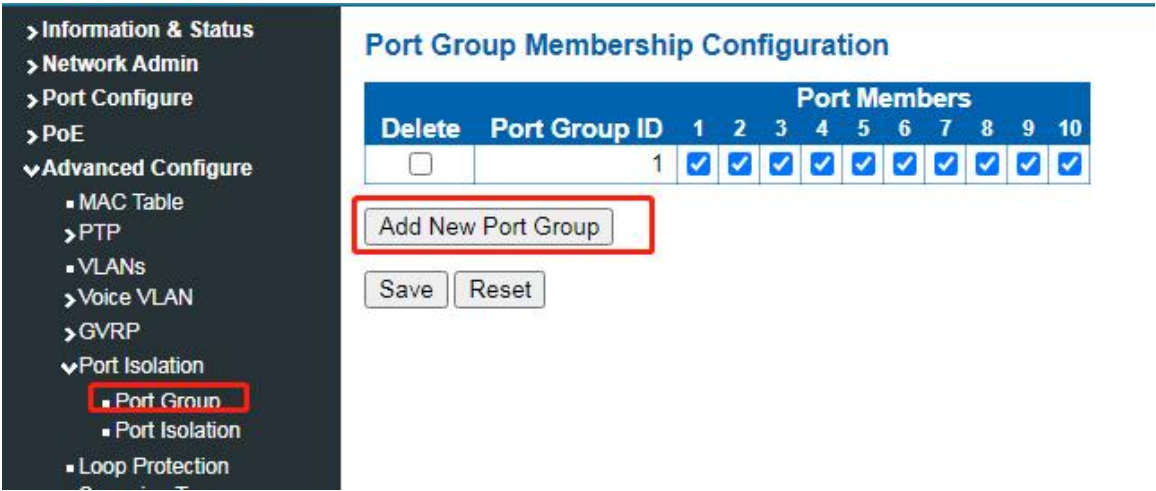 Information & Status
Network Admin
Port Configure
PoE
Advanced Configure
MAC Table
PTP
VLANs
Voice VLAN
GVRP
Port Isolation
Port Group
Port Isolation
Loop Protection
Port Group Membership Configuration
Port Members
Delete Port Group ID 1 2 3 4 5 6 7 8 9 10
1
Add New Port Group
Save Reset